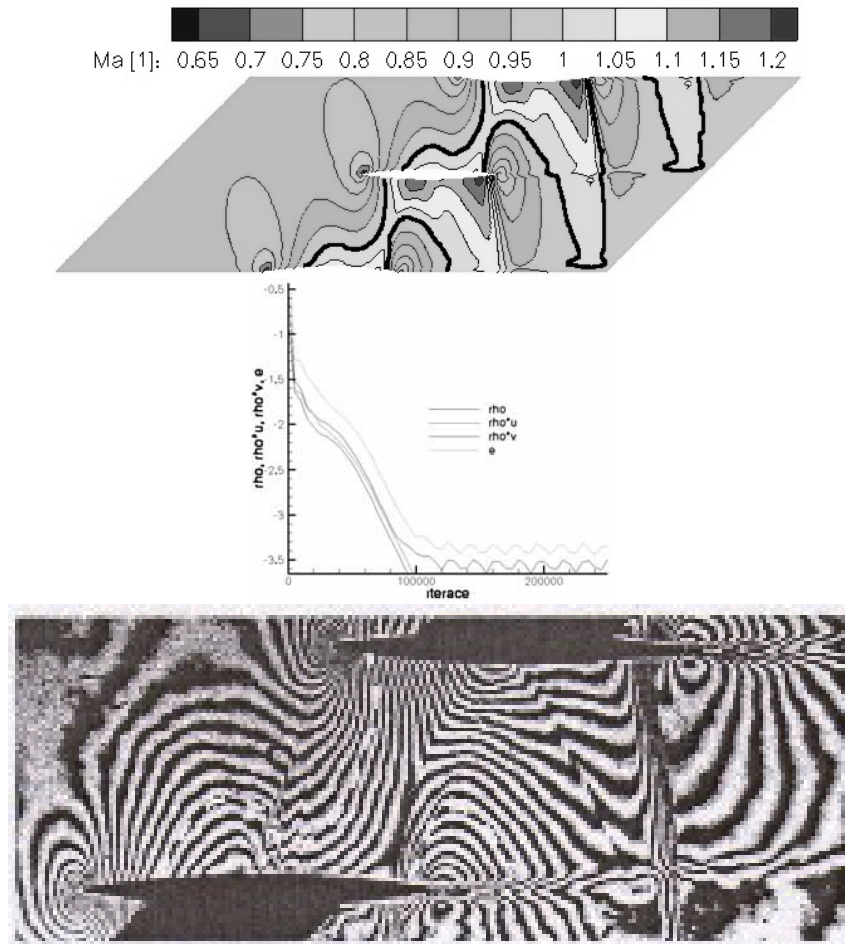 Ma [1]: 0.65 0.7 0.75 0.8 0.85 0.9 0.95 1 1.05 1.1 1.15 1.2
-0.5
-1
-1.5
-2
-2.5
-3
-3.5
rho, rho*u, rho*v, e
rho
rho*u
rho*v
e
0 100000 200000
iterace